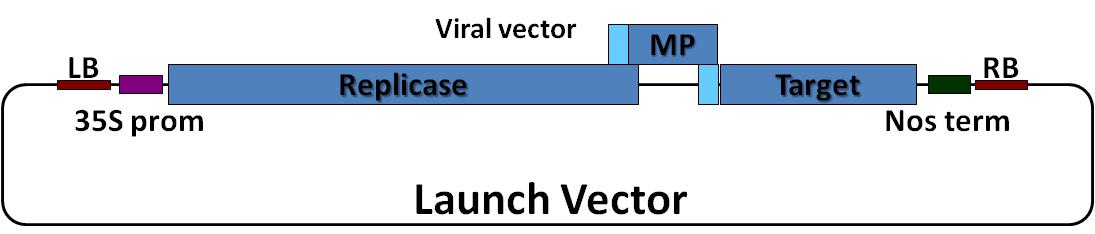 Viral vector
MP
LB
RB
Replicase
Target
35S prom
Nos term
Launch Vector